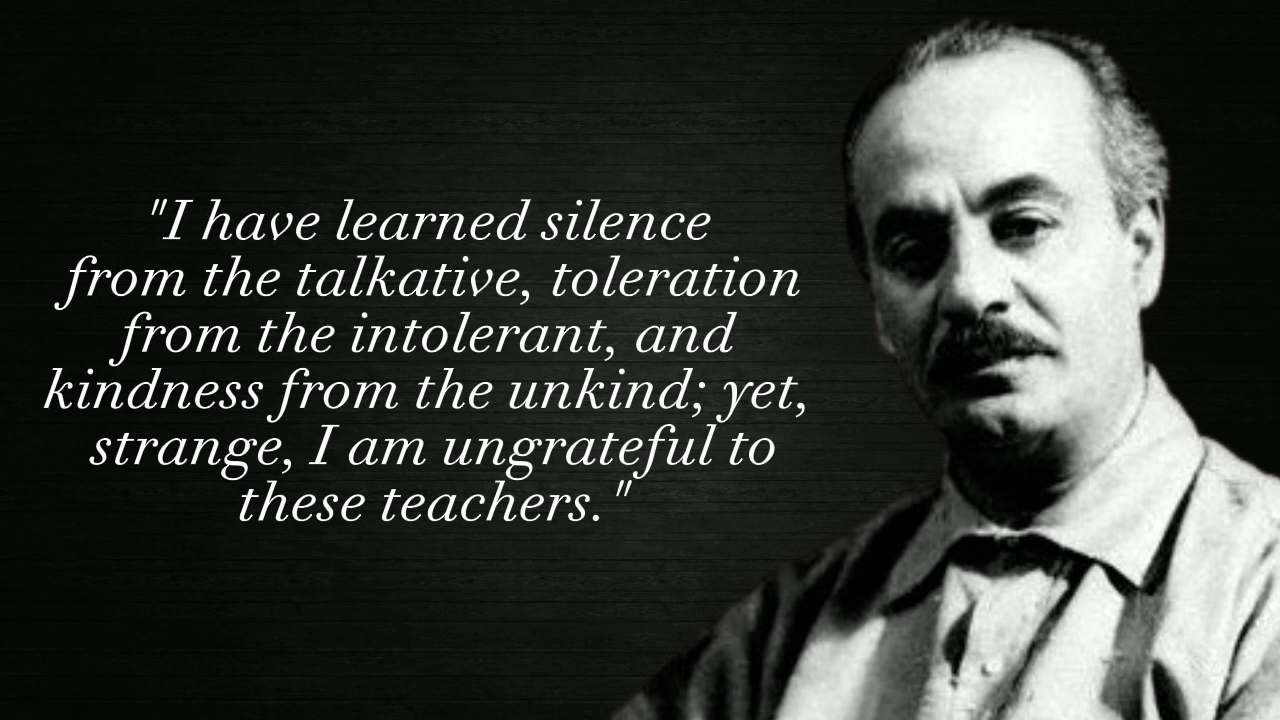 "I have learned silence
from the talkative, toleration
from the intolerant, and
kindness from the unkind; yet,
strange, I am ungrateful to
these teachers."